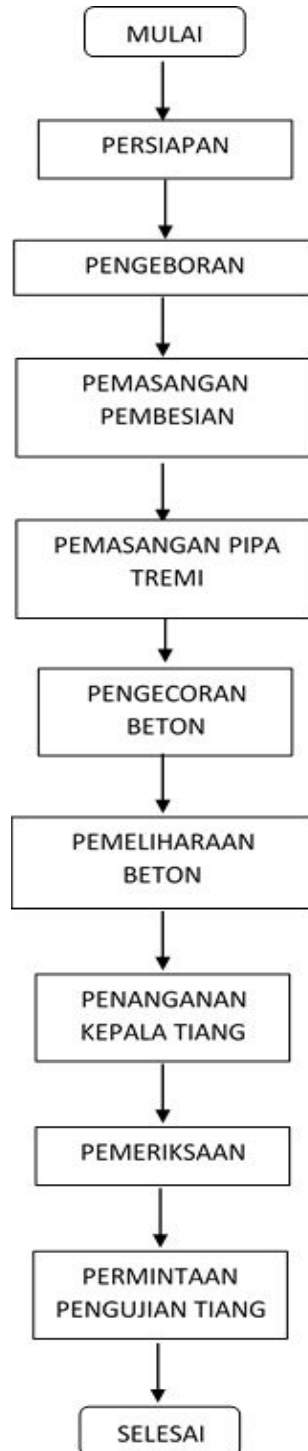 MULAI
PERSIAPAN
PENGEBORAN
PEMASANGAN
PEMBESIAN
PEMASANGAN PIPA
TREMI
PENGECORAN
BETON
PEMELIHARAAN
BETON
PENANGANAN
KEPALA TIANG
PEMERIKSAAN
PERMINTAAN
PENGUJIAN TIANG
SELESAI